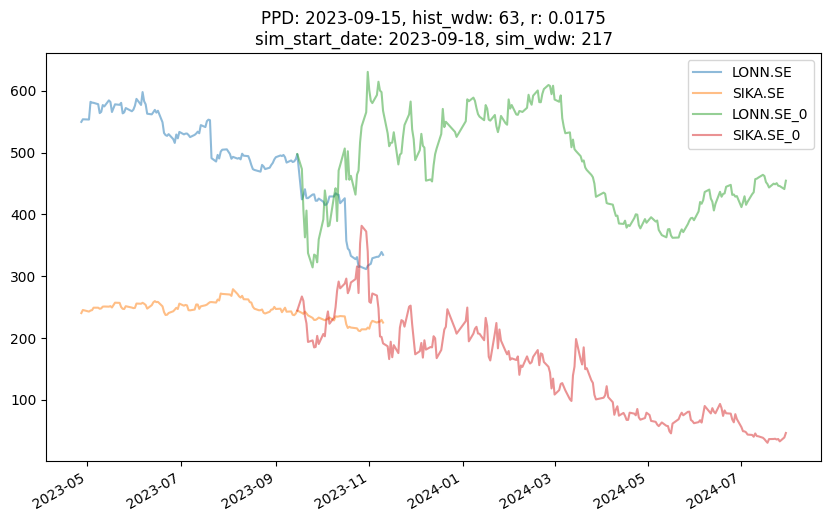 PPD: 2023-09-15, hist_wdw: 63, r: 0.0175
sim_start_date: 2023-09-18, sim_wdw: 217
LONN.SE
SIKA.SE
LONN.SE_0
SIKA.SE_0
600
500
400
300
200
100
2023-05
2023-07
2023-09
2023-11
2024-01
2024-03
2024-05
2024-07